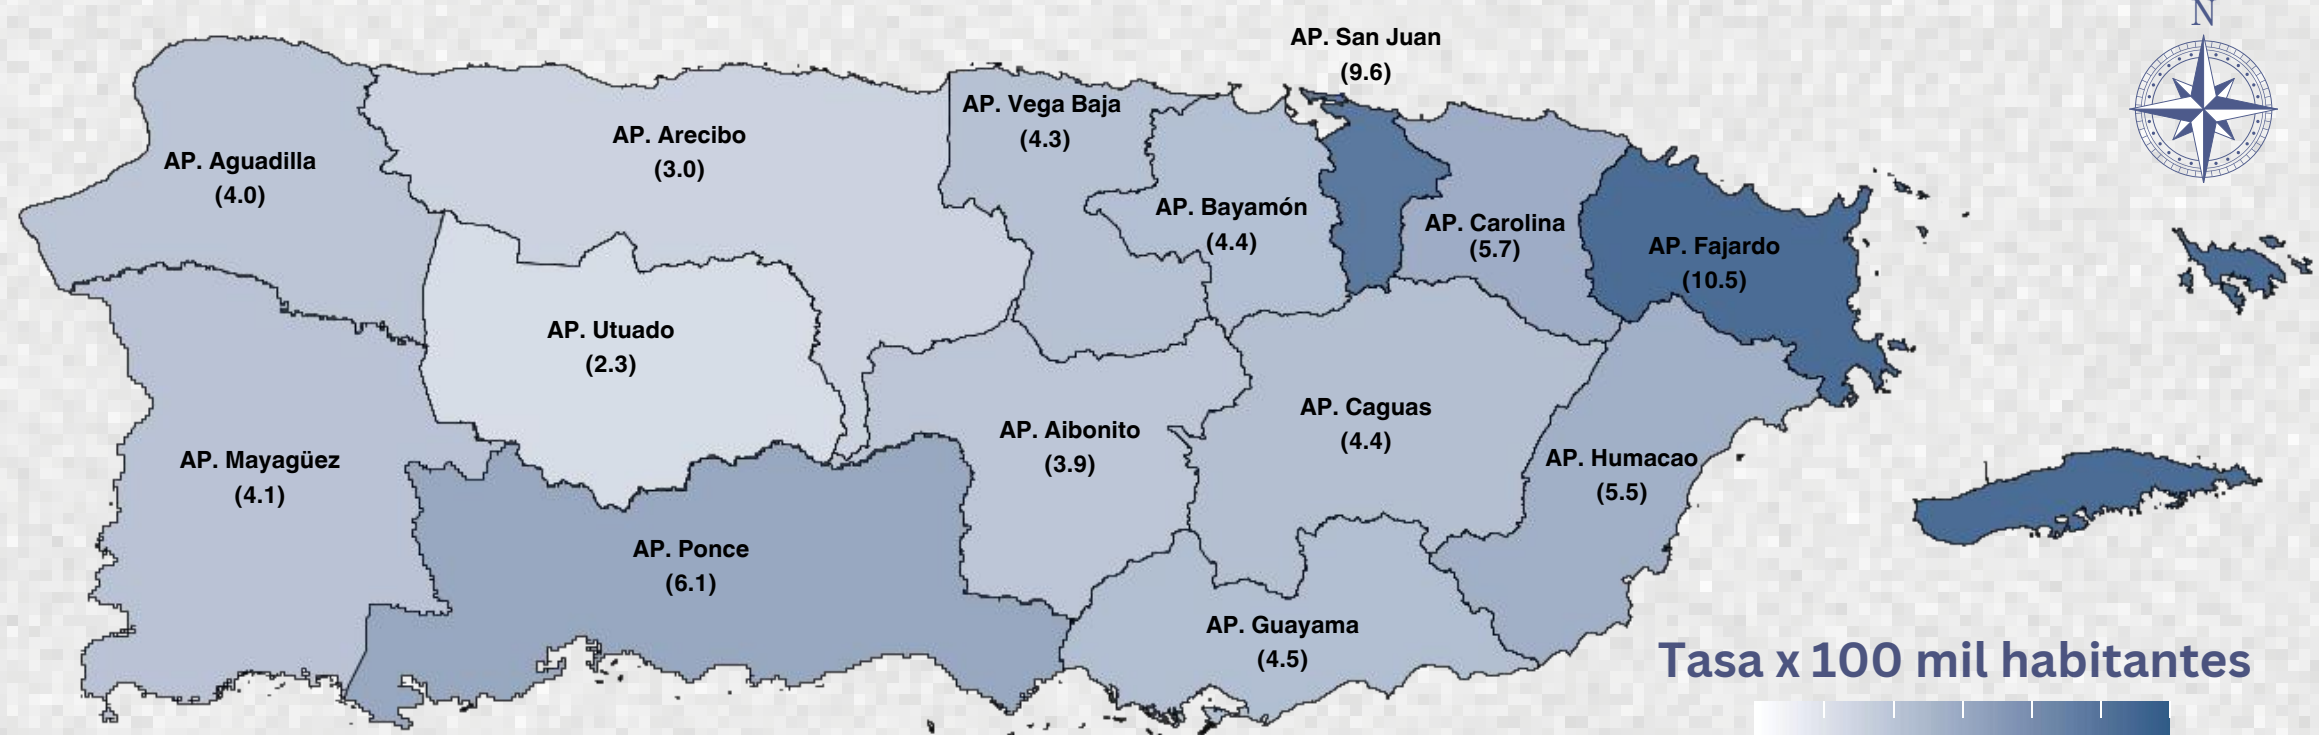 N
AP. San Juan
(9.6)
AP. Vega Baja
(4.3)
AP. Arecibo
(3.0)
AP. Aguadilla
(4.0)
AP. Bayamón
(4.4)
AP. Carolina
(5.7)
AP. Fajardo
(10.5)
AP. Utuado
(2.3)
AP. Caguas
(4.4)
AP. Aibonito
(3.9)
AP. Mayagüez
(4.1)
AP. Humacao
(5.5)
AP. Ponce
(6.1)
AP. Guayama
(4.5)
Tasa x 100 mil habitantes